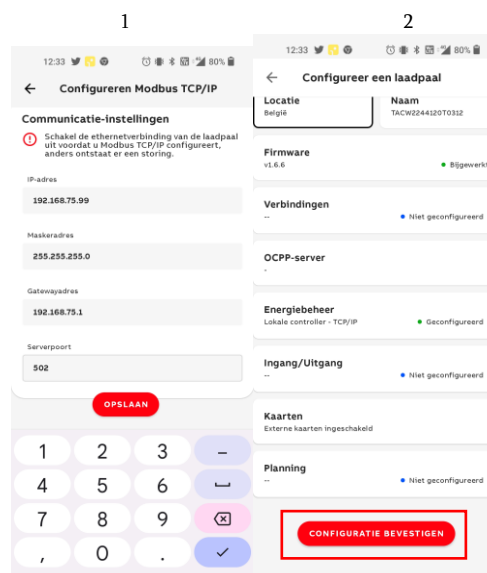 1
12:33
80%
Configureren Modbus TCP/IP
Communicatie-instellingen
Schakel de ethernetverbinding van de laadpaal
uit voordat u Modbus TCP/IP configureert,
anders ontstaat er een storing.
IP-adres
192.168.75.99
Maskeradres
255.255.255.0
Gatewayadres
192.168.75.1
Serverpoort
502
OPSLAAN
1 2 3 –
4 5 6
7 8 9
, 0 .
2
12:33
80%
Configureer een laadpaal
Locatie
België
Naam
TACW2244120T0312
Firmware
v1.6.6
Bijgewerkt
Verbindingen
--
Niet geconfigureerd
OCPP-server
-
Energiebeheer
Lokale controller - TCP/IP
Geconfigureerd
Ingang/Uitgang
--
Niet geconfigureerd
Kaarten
Externe kaarten ingeschakeld
Planning
--
Niet geconfigureerd
CONFIGURATIE BEVESTIGEN